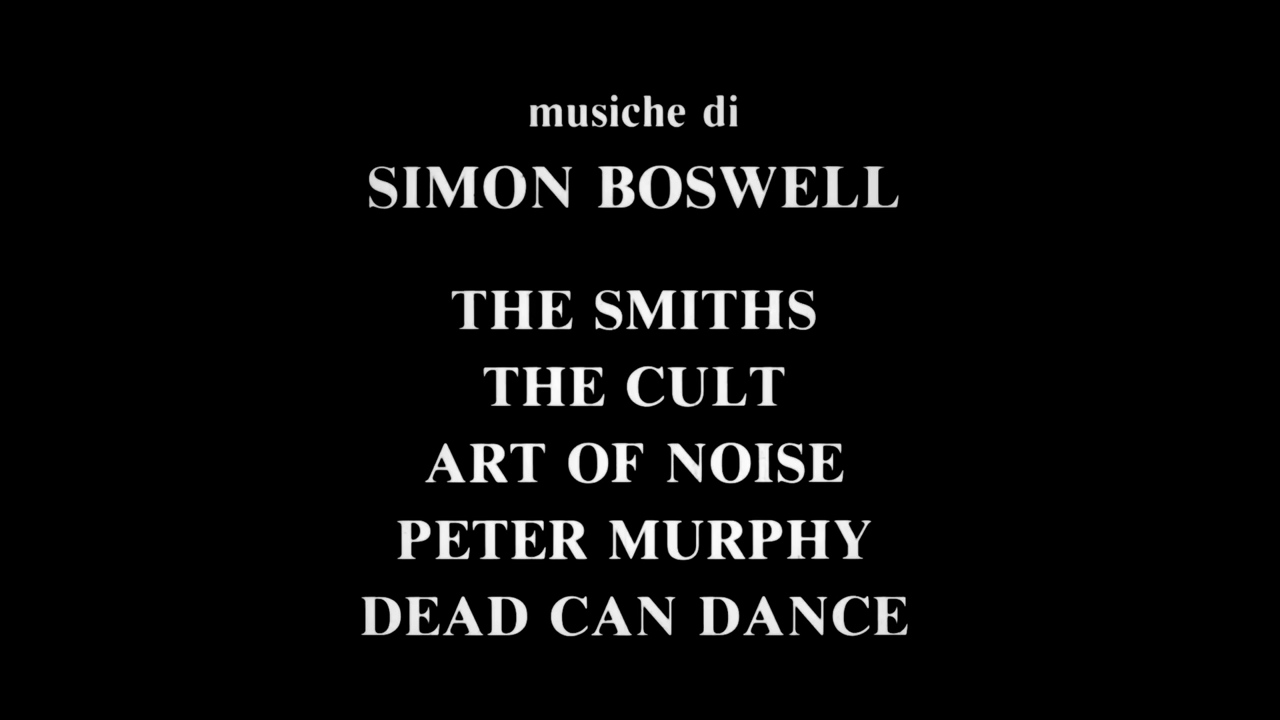 musiche di
SIMON BOSWELL
THE SMITHS
THE CULT
ART OF NOISE
PETER MURPHY
DEAD CAN DANCE